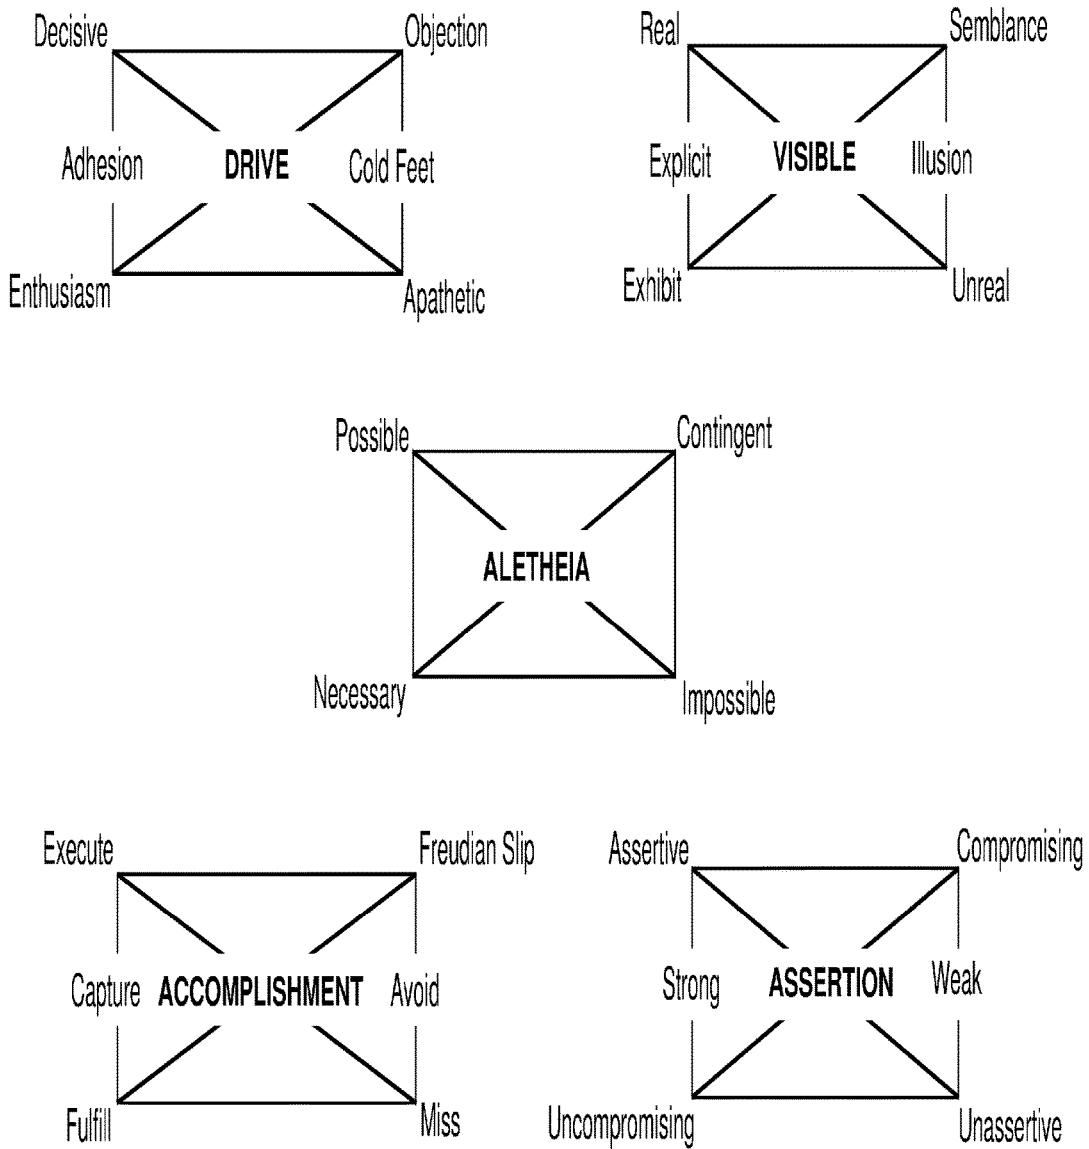 Decisive
Objection
Adhesion
DRIVE
Cold Feet
Enthusiasm
Apathetic
Real
Semblance
Explicit
VISIBLE
Illusion
Exhibit
Unreal
Possible
Contingent
ALETHEIA
Necessary
Impossible
Execute
Freudian Slip
Capture
ACCOMPLISHMENT
Avoid
Fulfill
Miss
Assertive
Compromising
Strong
ASSERTION
Weak
Uncompromising
Unassertive